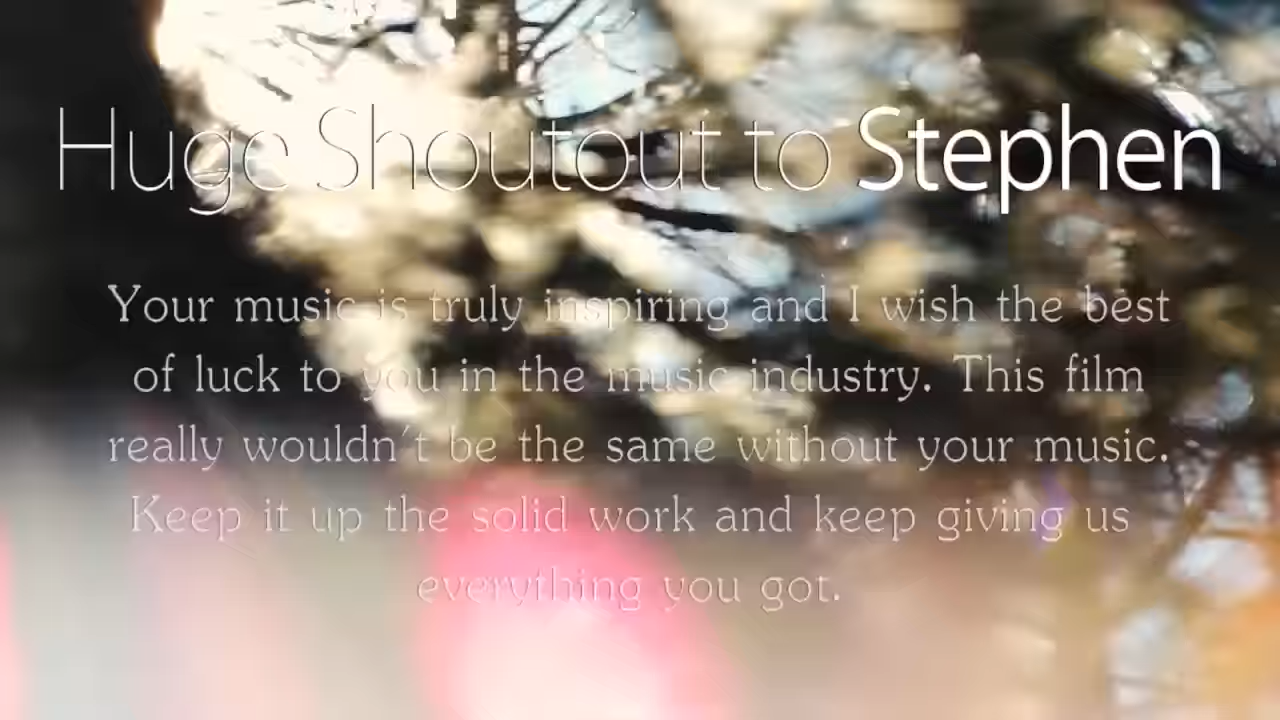 Huge Shoutout to Stephen
Your music is truly inspiring and I wish the best
of luck to you in the music industry. This film
really wouldn't be the same without your music.
Keep it up the solid work and keep giving us
everything you got.